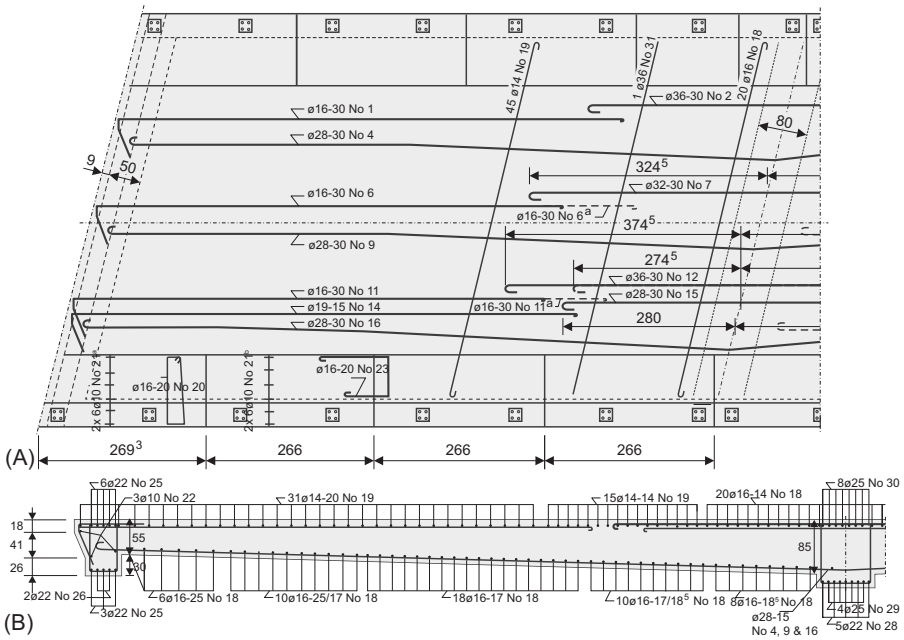 45 ø14 No 19
1 ø36 No 31
20 ø16 No 18
ø16-30 No 1
ø36-30 No 2
ø28-30 No 4
80
9
50
324⁵
ø16-30 No 6
ø32-30 No 7
ø16-30 No 6ª
374⁵
ø28-30 No 9
274⁵
ø36-30 No 12
ø16-30 No 11
ø28-30 No 15
ø19-15 No 14
ø16-30 No 11ª
ø28-30 No 16
280
2x 6ø10 No 21ᵃ
ø16-20 No 20
2x 6ø10 No 21ᵇ
ø16-20 No 23
(A)
269³
266
266
266
6ø22 No 25
3ø10 No 22
31ø14-20 No 19
15ø14-14 No 19
20ø16-14 No 18
8ø25 No 30
18
41
26
55
30
85
2ø22 No 26
3ø22 No 25
6ø16-25 No 18
10ø16-25/17 No 18
18ø16-17 No 18
10ø16-17/18⁵ No 18
8ø16-18⁵ No 18
ø28-15
No 4, 9 & 16
4ø25 No 29
5ø22 No 28
(B)